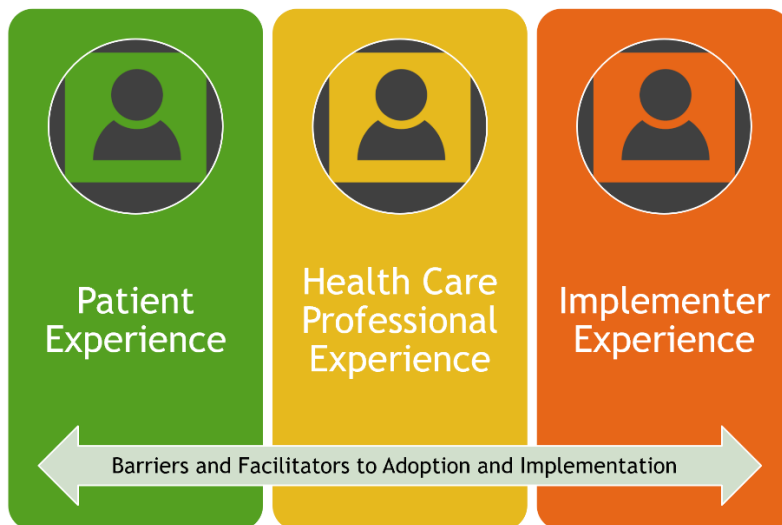 Patient
Experience
Health Care
Professional
Experience
Implementer
Experience
Barriers and Facilitators to Adoption and Implementation